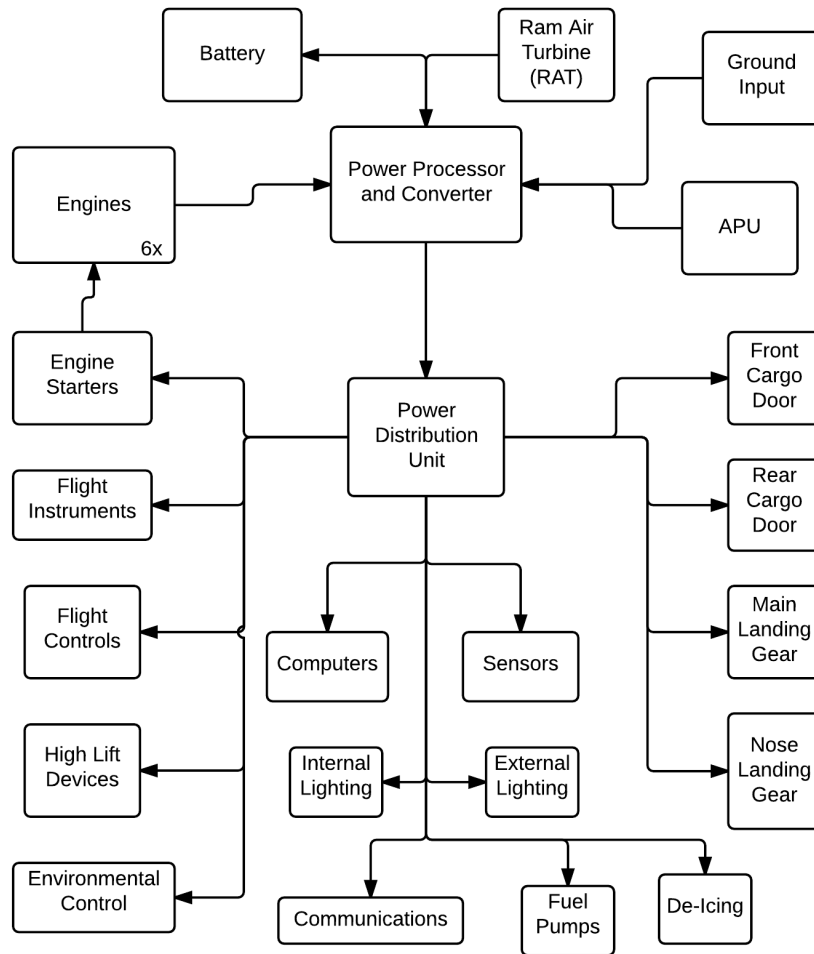 Battery
Ram Air
Turbine
(RAT)
Ground
Input
Power Processor
and Converter
Engines
6x
APU
Engine
Starters
Front
Cargo
Door
Power
Distribution
Unit
Flight
Instruments
Rear
Cargo
Door
Flight
Controls
Computers
Sensors
Main
Landing
Gear
High Lift
Devices
Internal
Lighting
External
Lighting
Nose
Landing
Gear
Environmental
Control
Communications
Fuel
Pumps
De-Icing